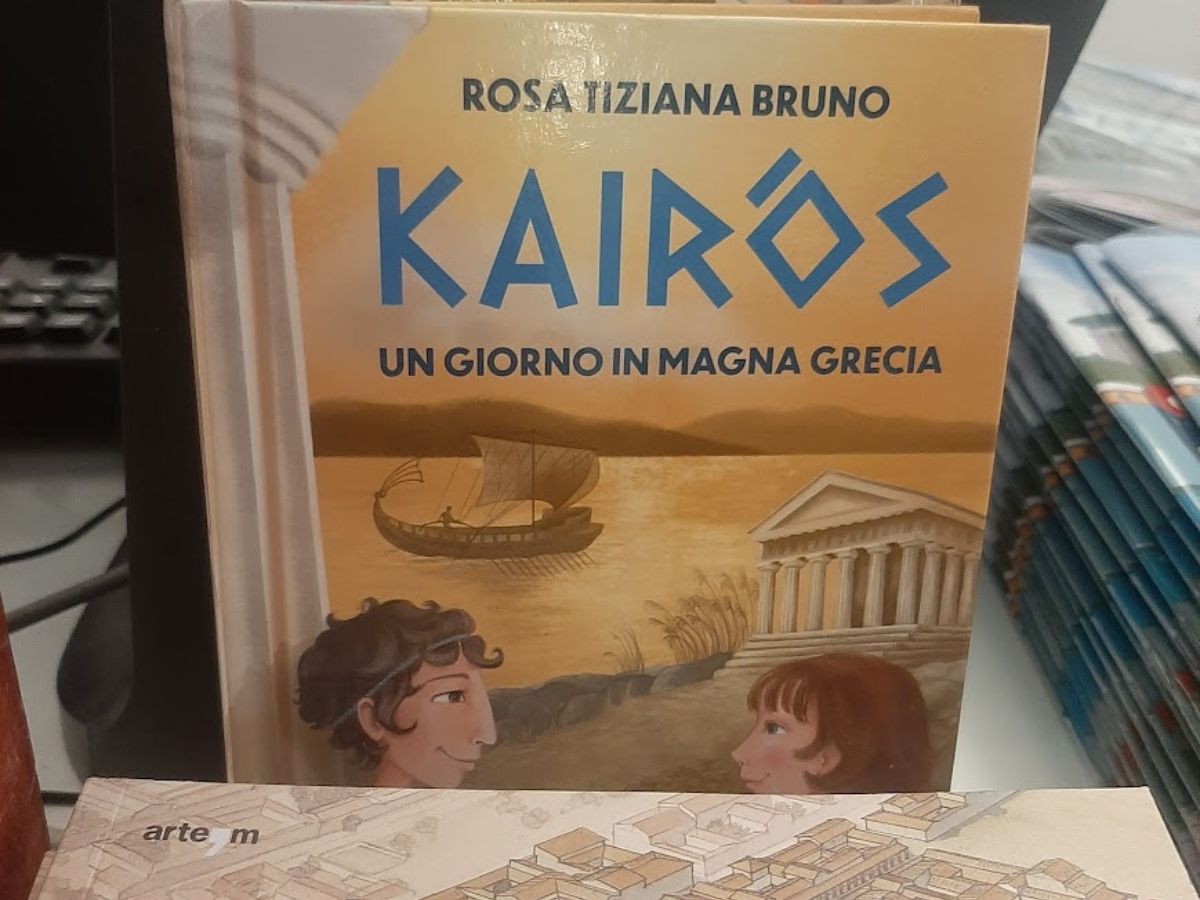 ROSA TIZIANA BRUNO
KAIRÓS
UN GIORNO IN MAGNA GRECIA
arte,m